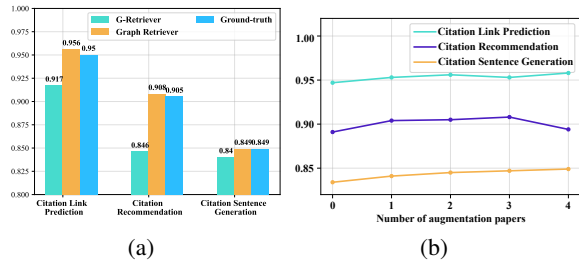 G-Retriever
Graph Retriever
Ground-truth
1.000
0.975
0.950
0.925
0.900
0.875
0.850
0.825
0.800
0.917
0.956
0.95
0.846
0.908
0.905
0.84
0.849
0.849
Citation Link
Prediction
Citation
Recommendation
Citation Sentence
Generation
(a)
Citation Link Prediction
Citation Recommendation
Citation Sentence Generation
1.00
0.95
0.90
0.85
0
1
2
3
4
Number of augmentation papers
(b)